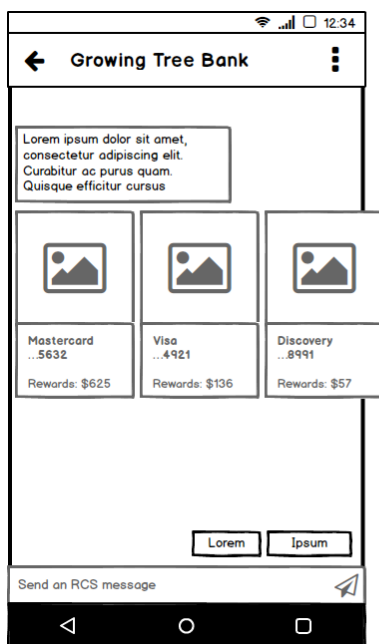 12:34
Growing Tree Bank
Lorem ipsum dolor sit amet,
consectetur adipiscing elit.
Curabitur ac purus quam.
Quisque efficitur cursus
Mastercard
...5632
Rewards: $625
Visa
...4921
Rewards: $136
Discovery
...8991
Rewards: $57
Lorem
Ipsum
Send an RCS message